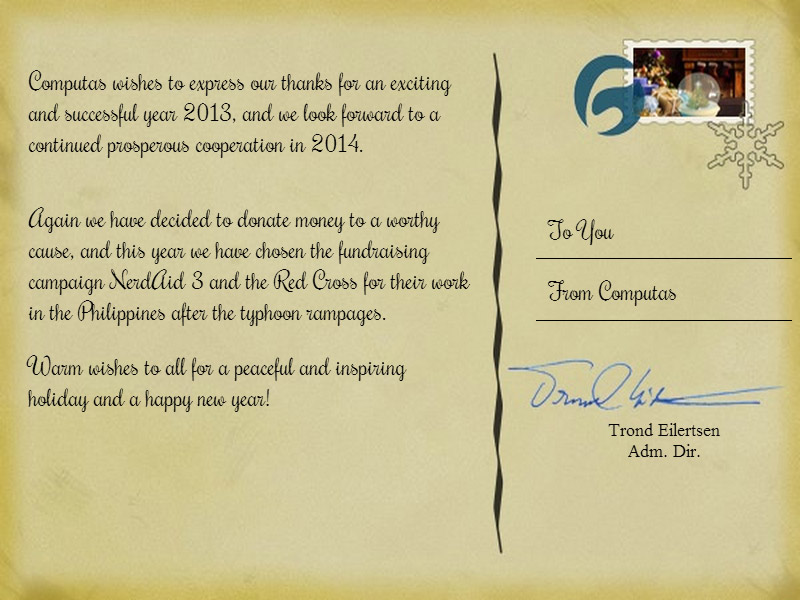 Computas wishes to express our thanks for an exciting
and successful year 2013, and we look forward to a
continued prosperous cooperation in 2014.
Again we have decided to donate money to a worthy
cause, and this year we have chosen the fundraising
campaign NerdAid 3 and the Red Cross for their work
in the Philippines after the typhoon rampages.
Warm wishes to all for a peaceful and inspiring
holiday and a happy new year!
To You
From Computas
Trond Eilertsen
Adm. Dir.